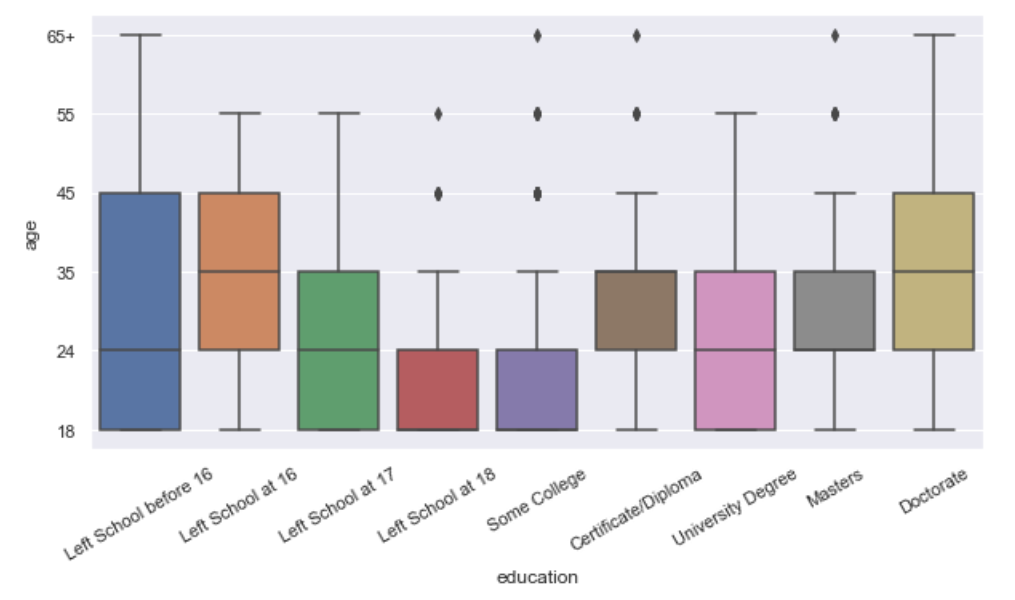 65+
55
45
35
24
18
age
Left School before 16
Left School at 16
Left School at 17
Left School at 18
Some College
Certificate/Diploma
University Degree
Masters
Doctorate
education